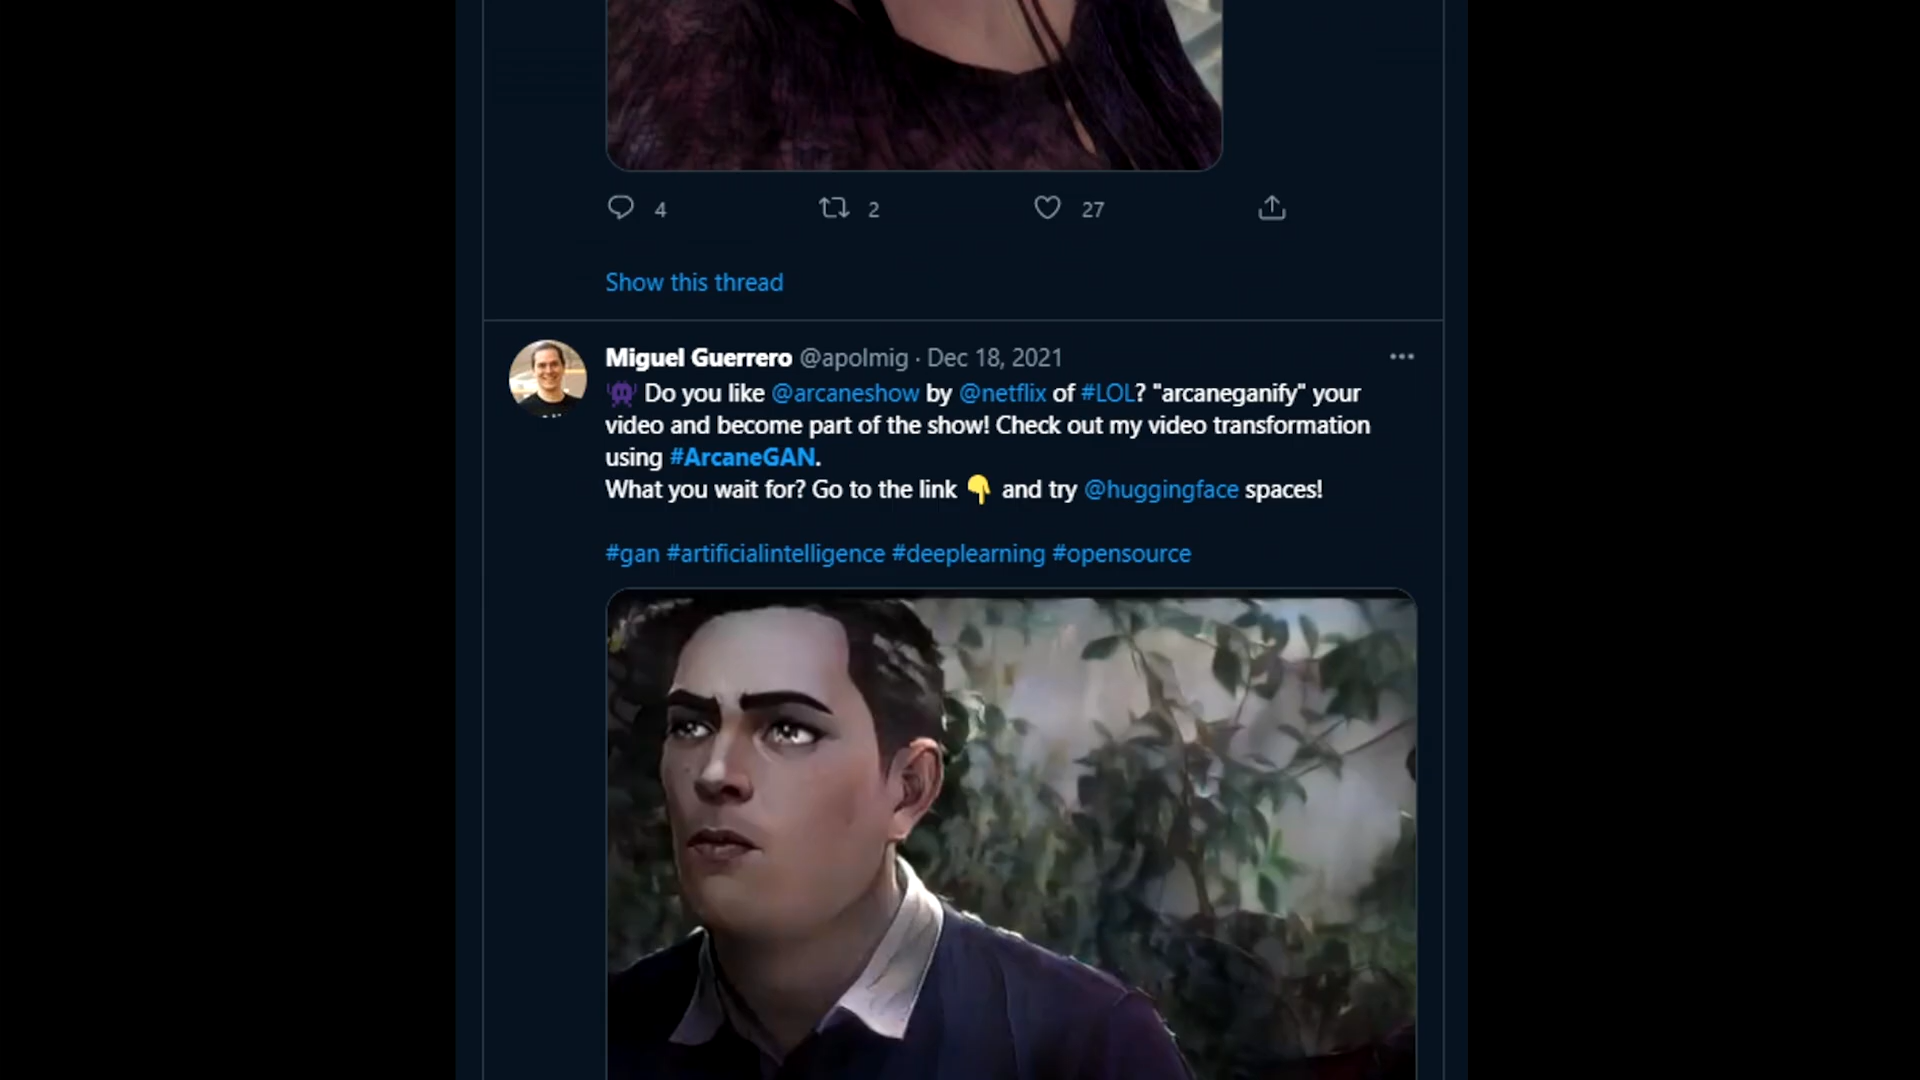 4 2 27
Show this thread
Miguel Guerrero @apolmig · Dec 18, 2021
👾 Do you like @arcaneshow by @netflix of #LOL? "arcaneganify" your
video and become part of the show! Check out my video transformation
using #ArcaneGAN.
What you wait for? Go to the link 👇 and try @huggingface spaces!
#gan #artificialintelligence #deeplearning #opensource